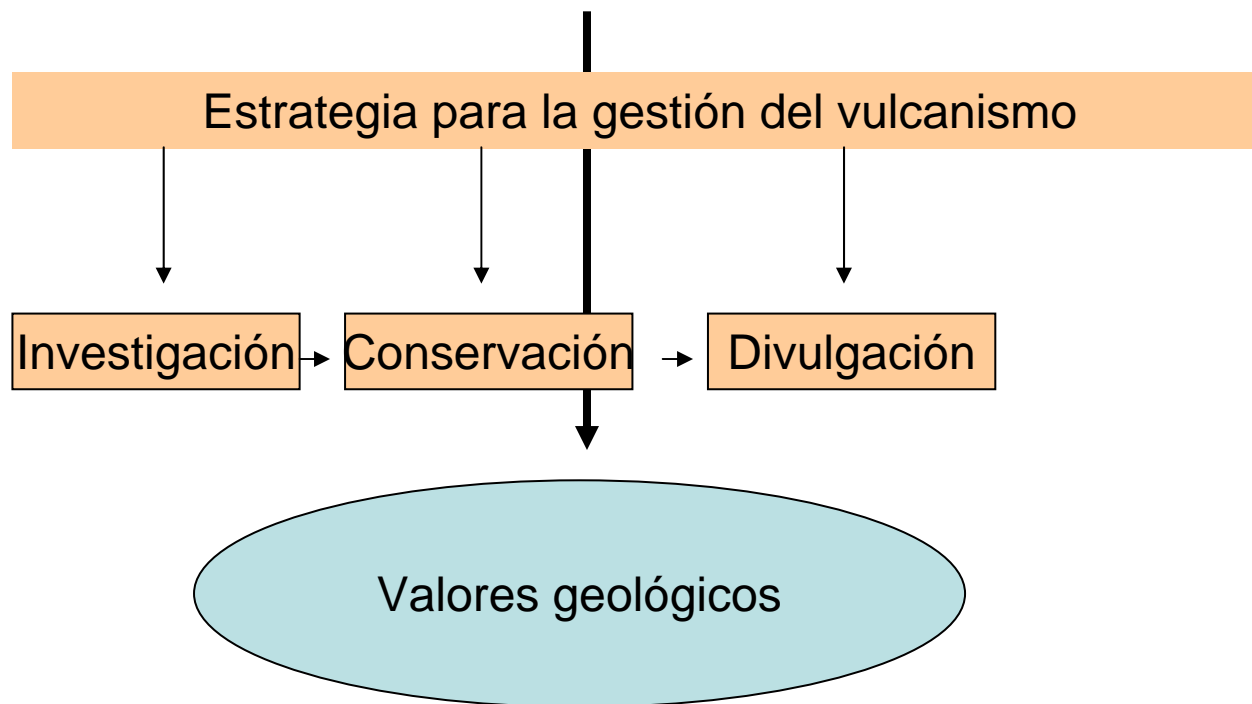 Estrategia para la gestión del vulcanismo
Investigación
Conservación
Divulgación
Valores geológicos